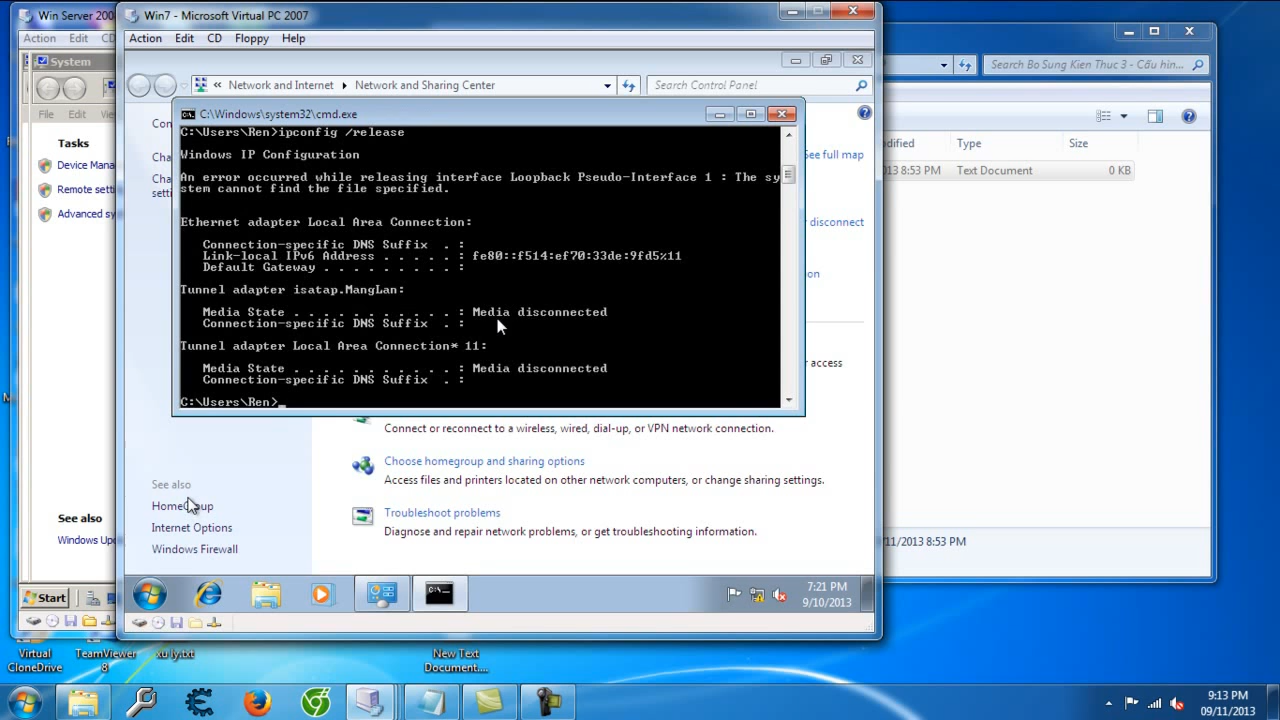 Win Server 200
Win7 - Microsoft Virtual PC 2007
Action Edit CD
Action Edit CD Floppy Help
System
Network and Internet
Network and Sharing Center
Search Control Panel
Search Bo Sung Kien Thuc 3 - Cấu hìn...
File Edit
C:\Windows\system32\cmd.exe
C:\Users\Ren>ipconfig /release
Windows IP Configuration
An error occurred while releasing interface Loopback Pseudo-Interface 1 : The sy
stem cannot find the file specified.
Ethernet adapter Local Area Connection:
Connection-specific DNS Suffix . :
Link-local IPv6 Address . . . . . : fe80::f514:ef70:33de:9fd5%11
Default Gateway . . . . . . . . . :
Tunnel adapter isatap.MangLan:
Media State . . . . . . . . . . . : Media disconnected
Connection-specific DNS Suffix . :
Tunnel adapter Local Area Connection* 11:
Media State . . . . . . . . . . . : Media disconnected
Connection-specific DNS Suffix . :
C:\Users\Ren>_
Tasks
Device Mana
Remote setti
Advanced sy
Con
Cha
Cha
setti
See full map
r disconnect
on
access
dified
Type
Size
13 8:53 PM
Text Document
0 KB
Connect or reconnect to a wireless, wired, dial-up, or VPN network connection.
Choose homegroup and sharing options
Access files and printers located on other network computers, or change sharing settings.
Troubleshoot problems
Diagnose and repair network problems, or get troubleshooting information.
See also
HomeGroup
Internet Options
Windows Firewall
See also
Windows Upd
/11/2013 8:53 PM
Start
7:21 PM
9/10/2013
Virtual
CloneDrive
TeamViewer
8
xu ly.txt
New Text
Document....
9:13 PM
09/11/2013